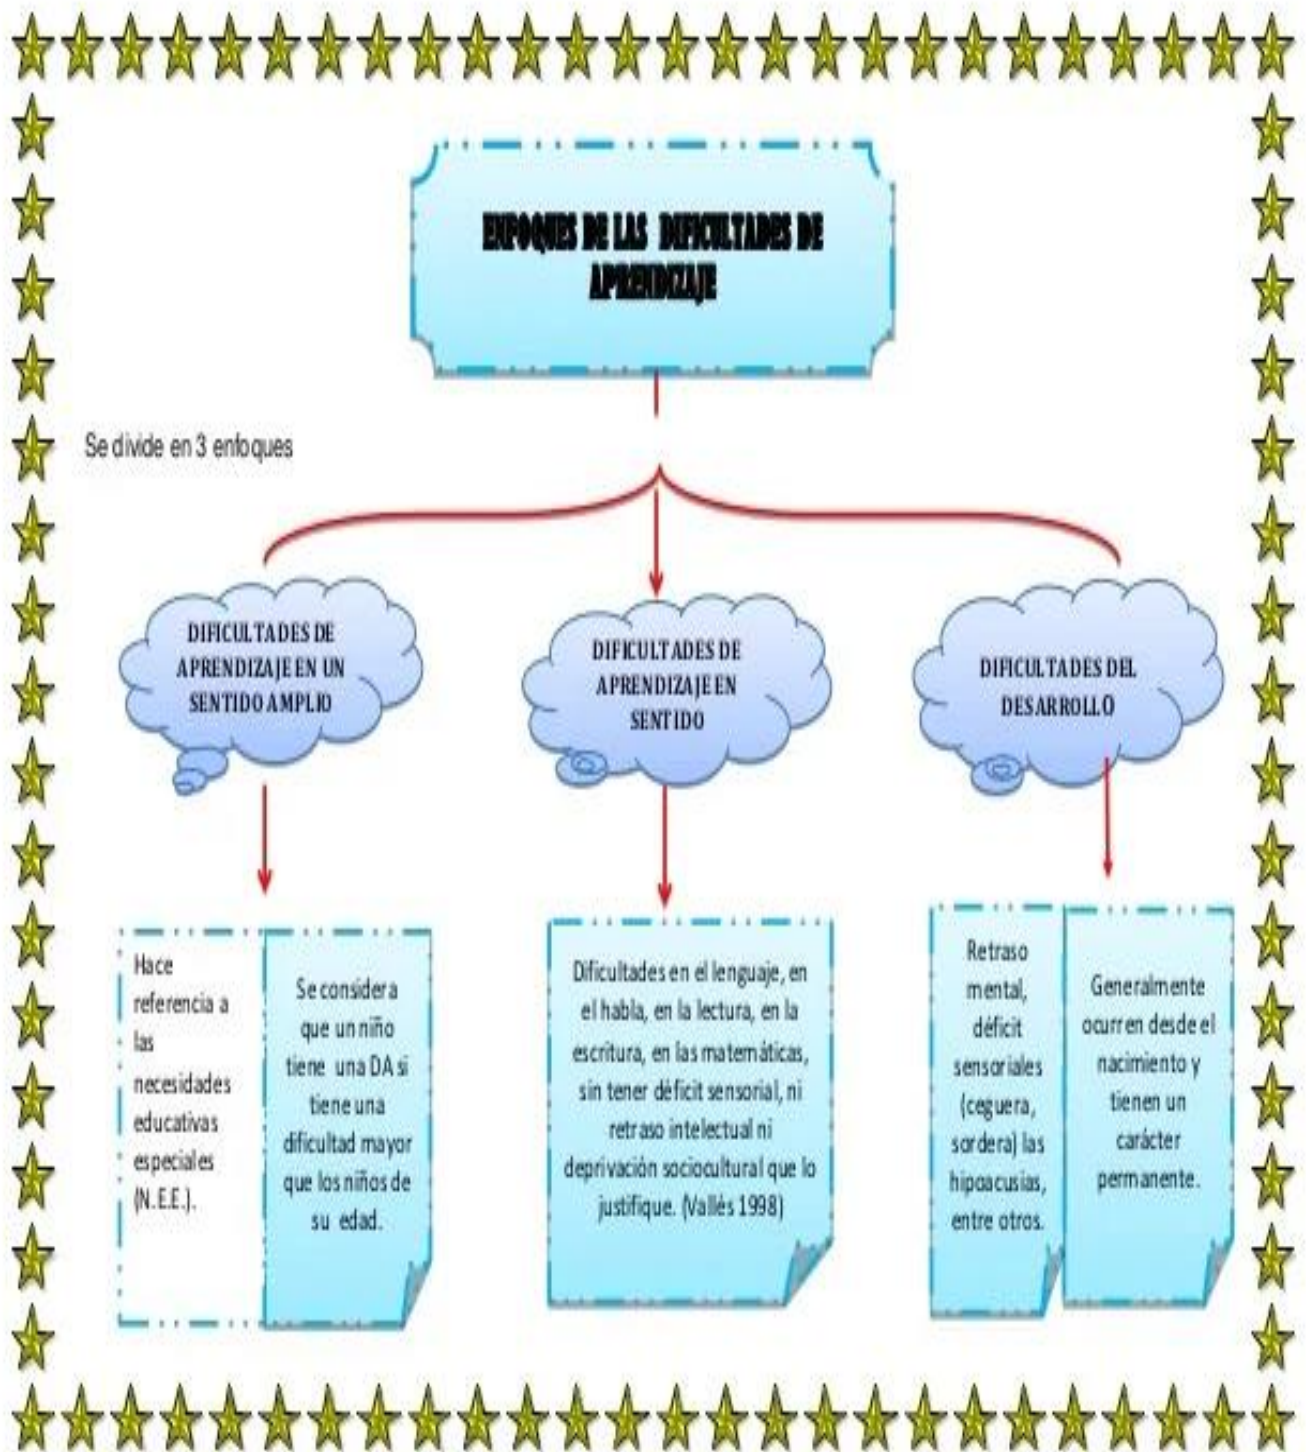 ENFOQUES DE LAS DIFICULTADES DE
APRENDIZAJE
Se divide en 3 enfoques
DIFICULTADES DE
APRENDIZAJE EN UN
SENTIDO AMPLIO
DIFICULTADES DE
APRENDIZAJE EN
SENTIDO
DIFICULTADES DEL
DESARROLLO
Hace
referencia a
las
necesidades
educativas
especiales
(N.E.E.).
Se considera
que un niño
tiene una DA si
tiene una
dificultad mayor
que los niños de
su edad.
Dificultades en el lenguaje, en
el habla, en la lectura, en la
escritura, en las matemáticas,
sin tener déficit sensorial, ni
retraso intelectual ni
deprivación sociocultural que lo
justifique. (Vallés 1998)
Retraso
mental,
déficit
sensoriales
(ceguera,
sordera) las
hipoacusias,
entre otros.
Generalmente
ocurren desde el
nacimiento y
tienen un
carácter
permanente.